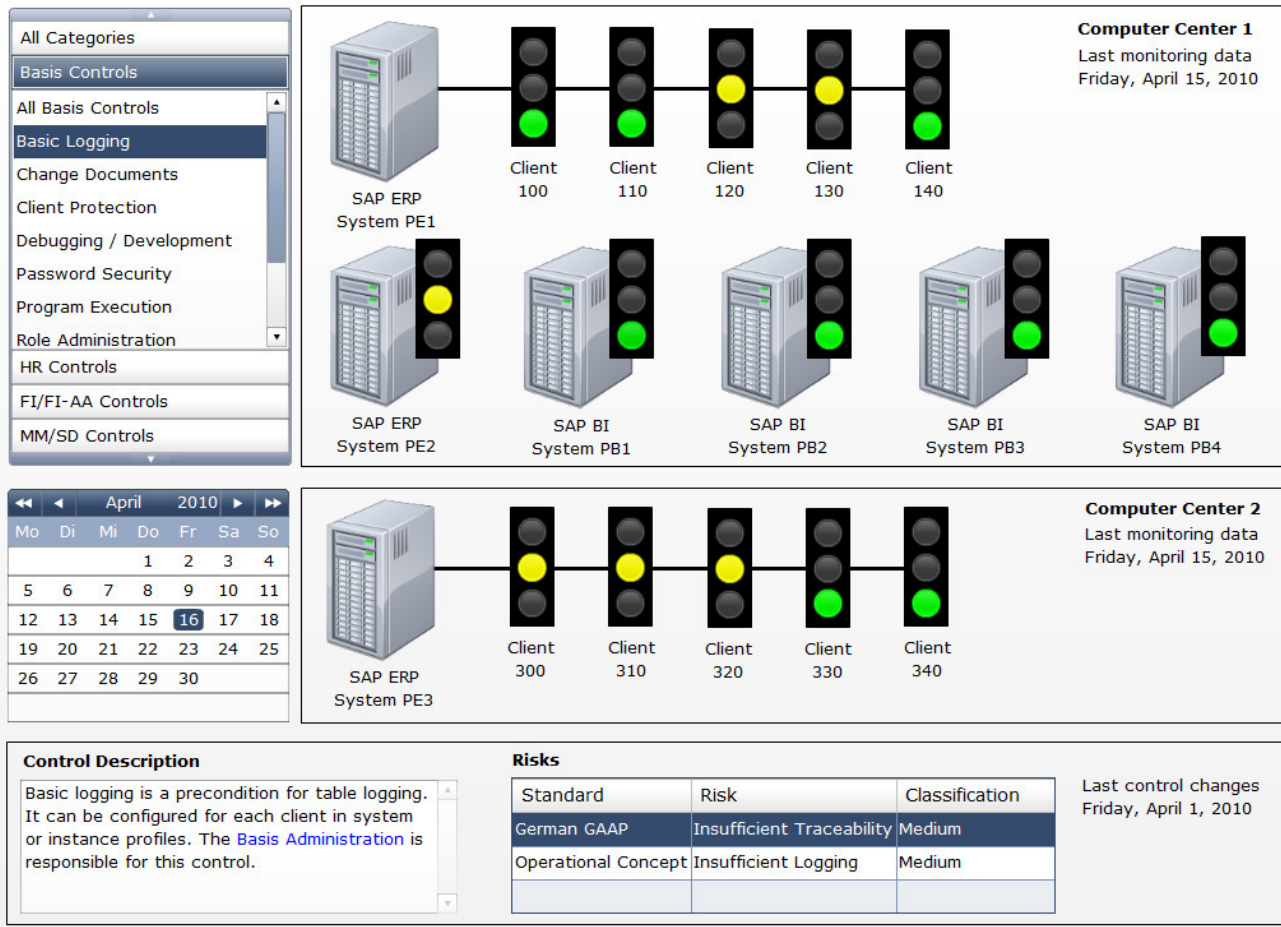 All Categories
Basis Controls
All Basis Controls
Basic Logging
Change Documents
Client Protection
Debugging / Development
Password Security
Program Execution
Role Administration
HR Controls
FI/FI-AA Controls
MM/SD Controls
Computer Center 1
Last monitoring data
Friday, April 15, 2010
Client Client Client Client Client
100 110 120 130 140
SAP ERP
System PE1
SAP ERP SAP BI SAP BI SAP BI SAP BI
System PE2 System PB1 System PB2 System PB3 System PB4
April 2010
Mo Di Mi Do Fr Sa So
1 2 3 4
5 6 7 8 9 10 11
12 13 14 15 16 17 18
19 20 21 22 23 24 25
26 27 28 29 30
Computer Center 2
Last monitoring data
Friday, April 15, 2010
Client Client Client Client Client
300 310 320 330 340
SAP ERP
System PE3
Control Description
Basic logging is a precondition for table logging.
It can be configured for each client in system
or instance profiles. The Basis Administration is
responsible for this control.
Risks
Standard Risk Classification
German GAAP Insufficient Traceability Medium
Operational Concept Insufficient Logging Medium
Last control changes
Friday, April 1, 2010